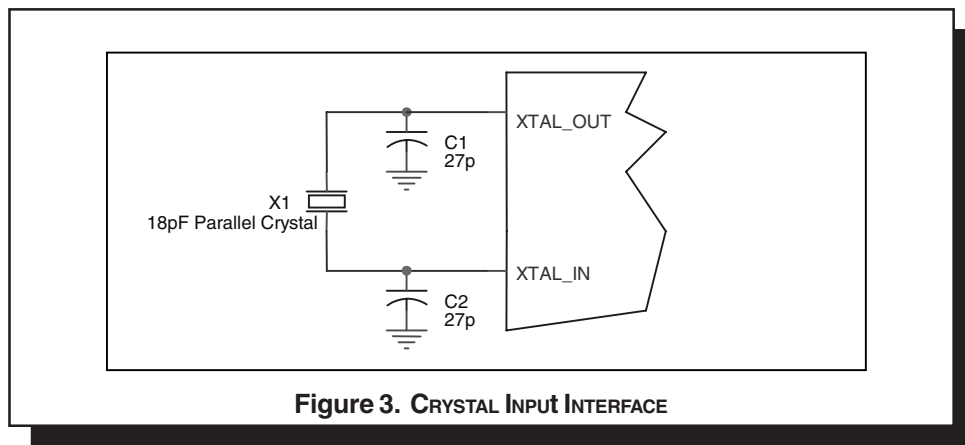 XTAL_OUT
C1
27p
X1
18pF Parallel Crystal
XTAL_IN
C2
27p
Figure 3. CRYSTAL INPUt INTERFACE